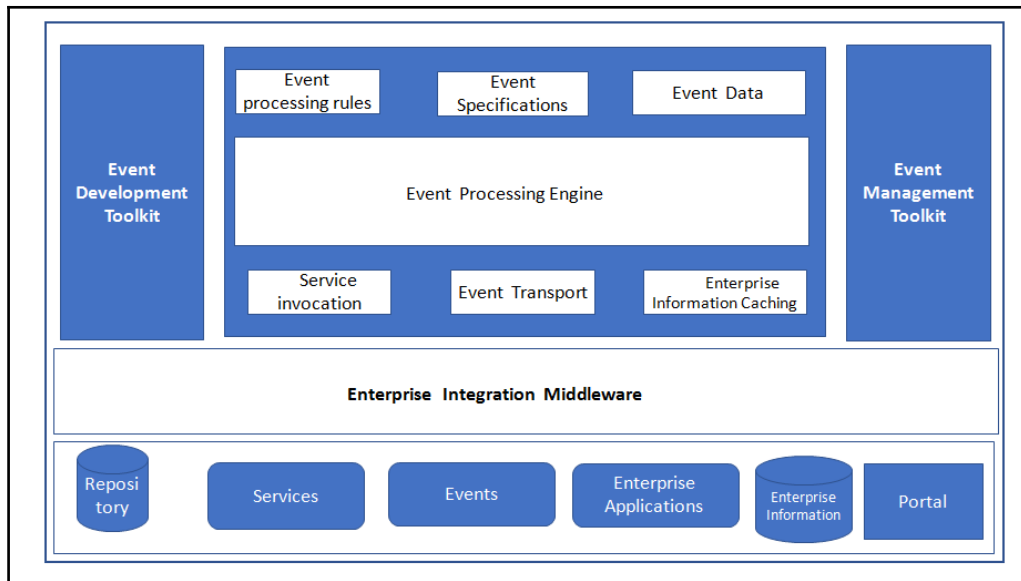 Event
processing rules
Event
Specifications
Event Data
Event
Development
Toolkit
Event Processing Engine
Event
Management
Toolkit
Service
invocation
Event Transport
Enterprise
Information Caching
Enterprise Integration Middleware
Reposi
tory
Services
Events
Enterprise
Applications
Enterprise
Information
Portal